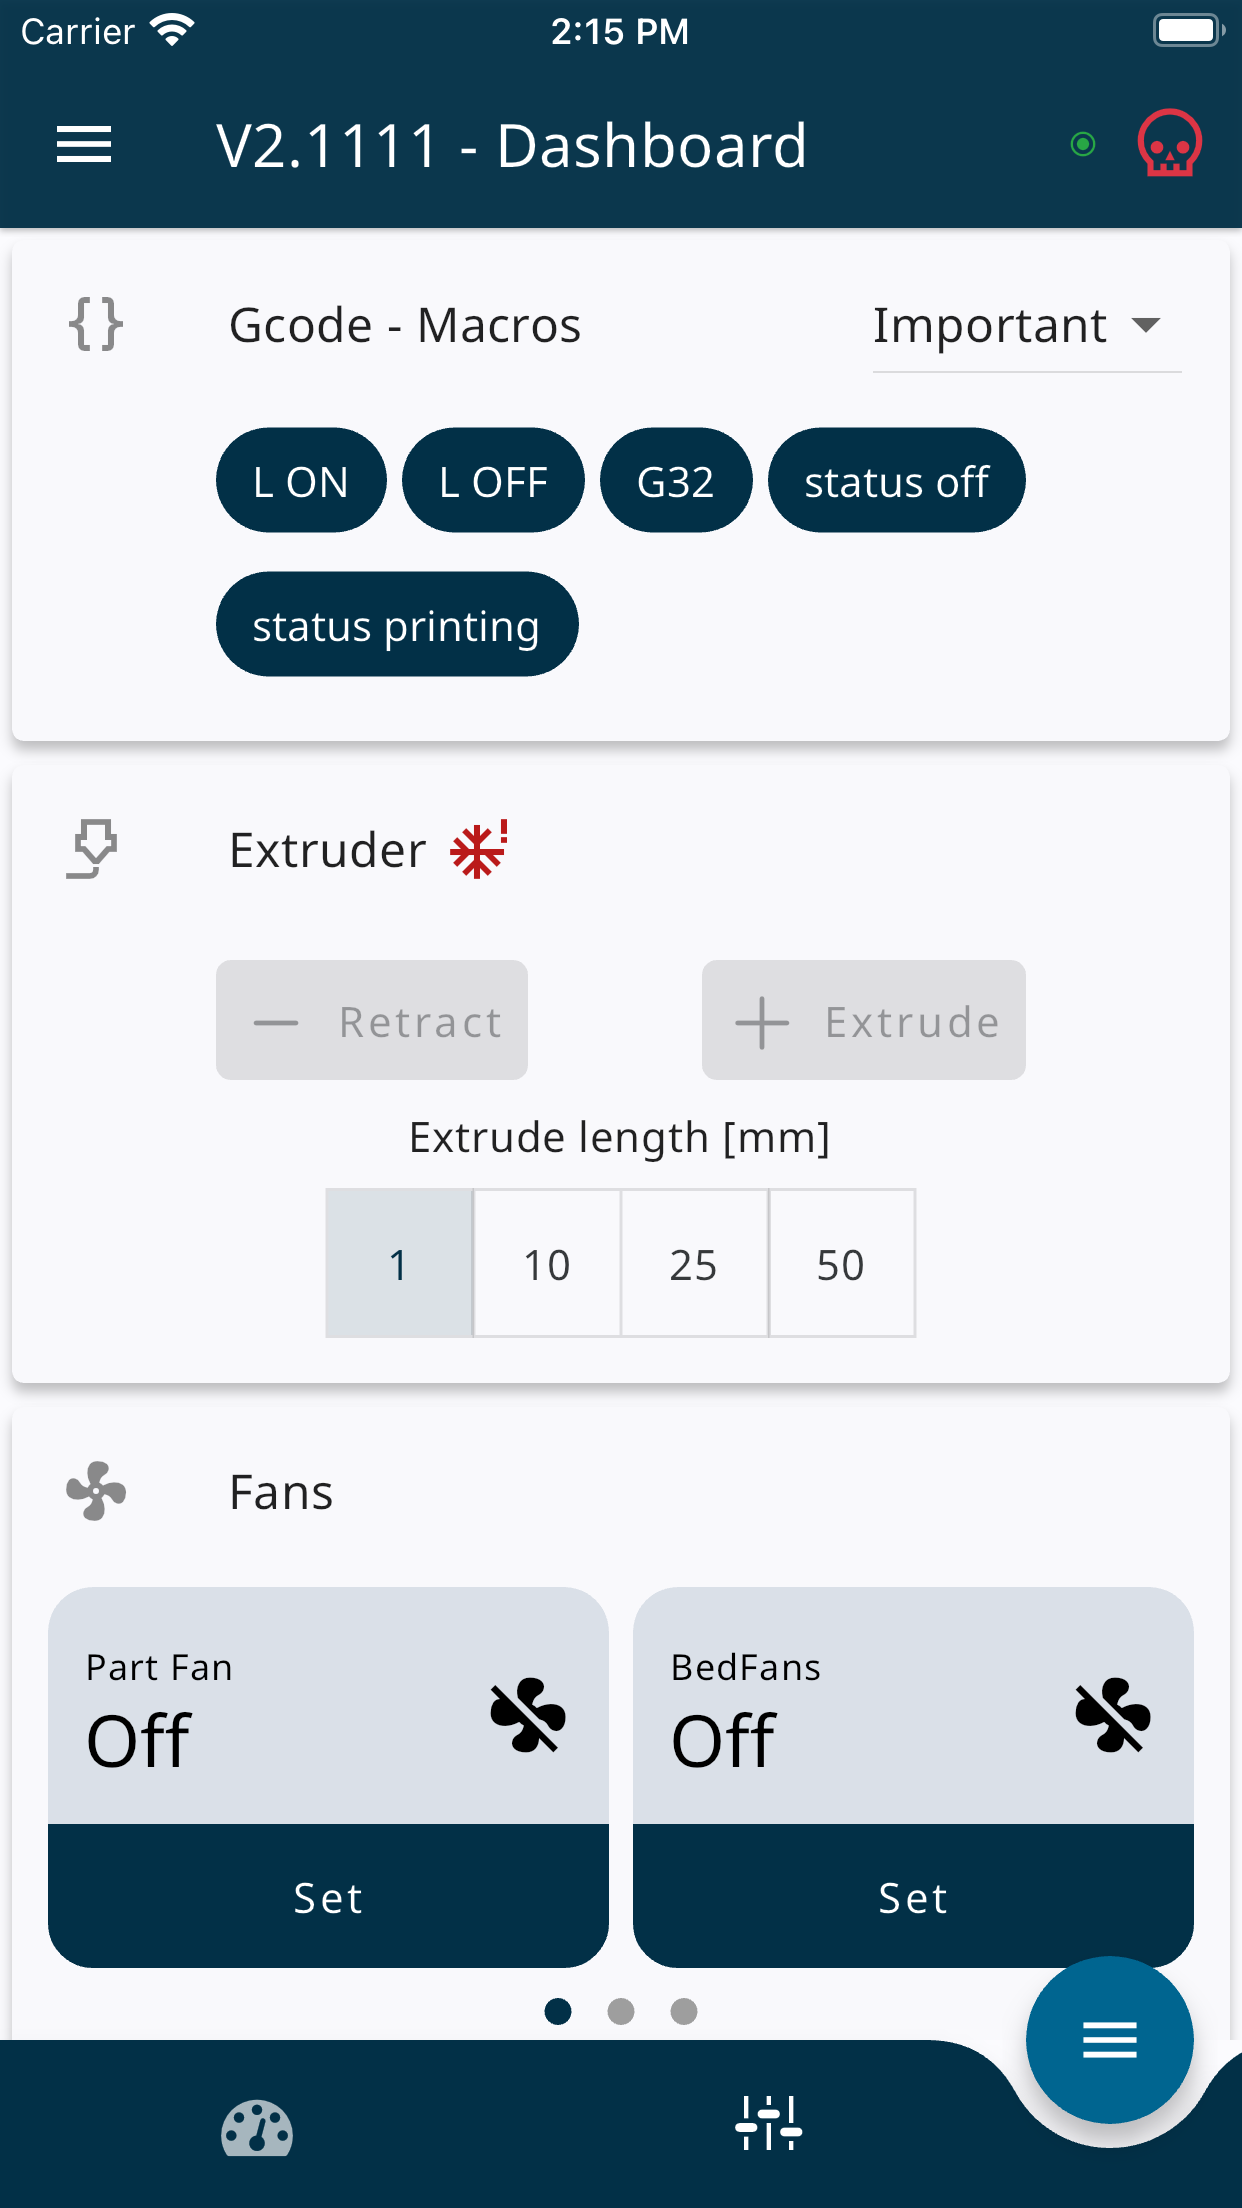 Carrier 2:15 PM
V2.1111 - Dashboard
Gcode - Macros Important
L ON L OFF G32 status off
status printing
Extruder
Retract Extrude
Extrude length [mm]
1 10 25 50
Fans
Part Fan BedFans
Off Off
Set Set